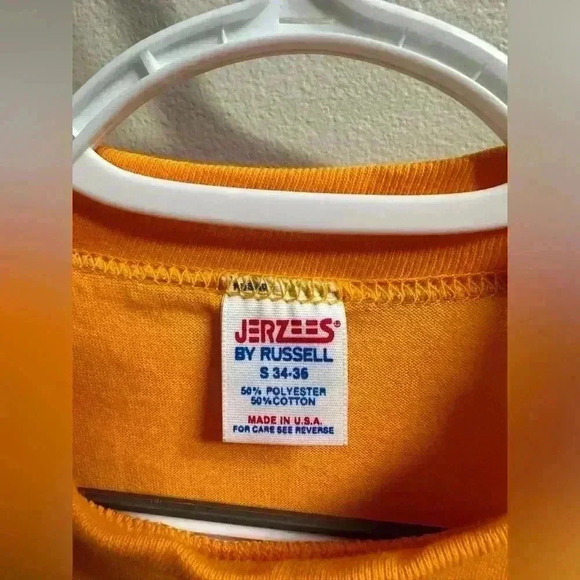 JERZEES®
BY RUSSELL
S 34-36
50% POLYESTER
50% COTTON
MADE IN U.S.A.
FOR CARE SEE REVERSE